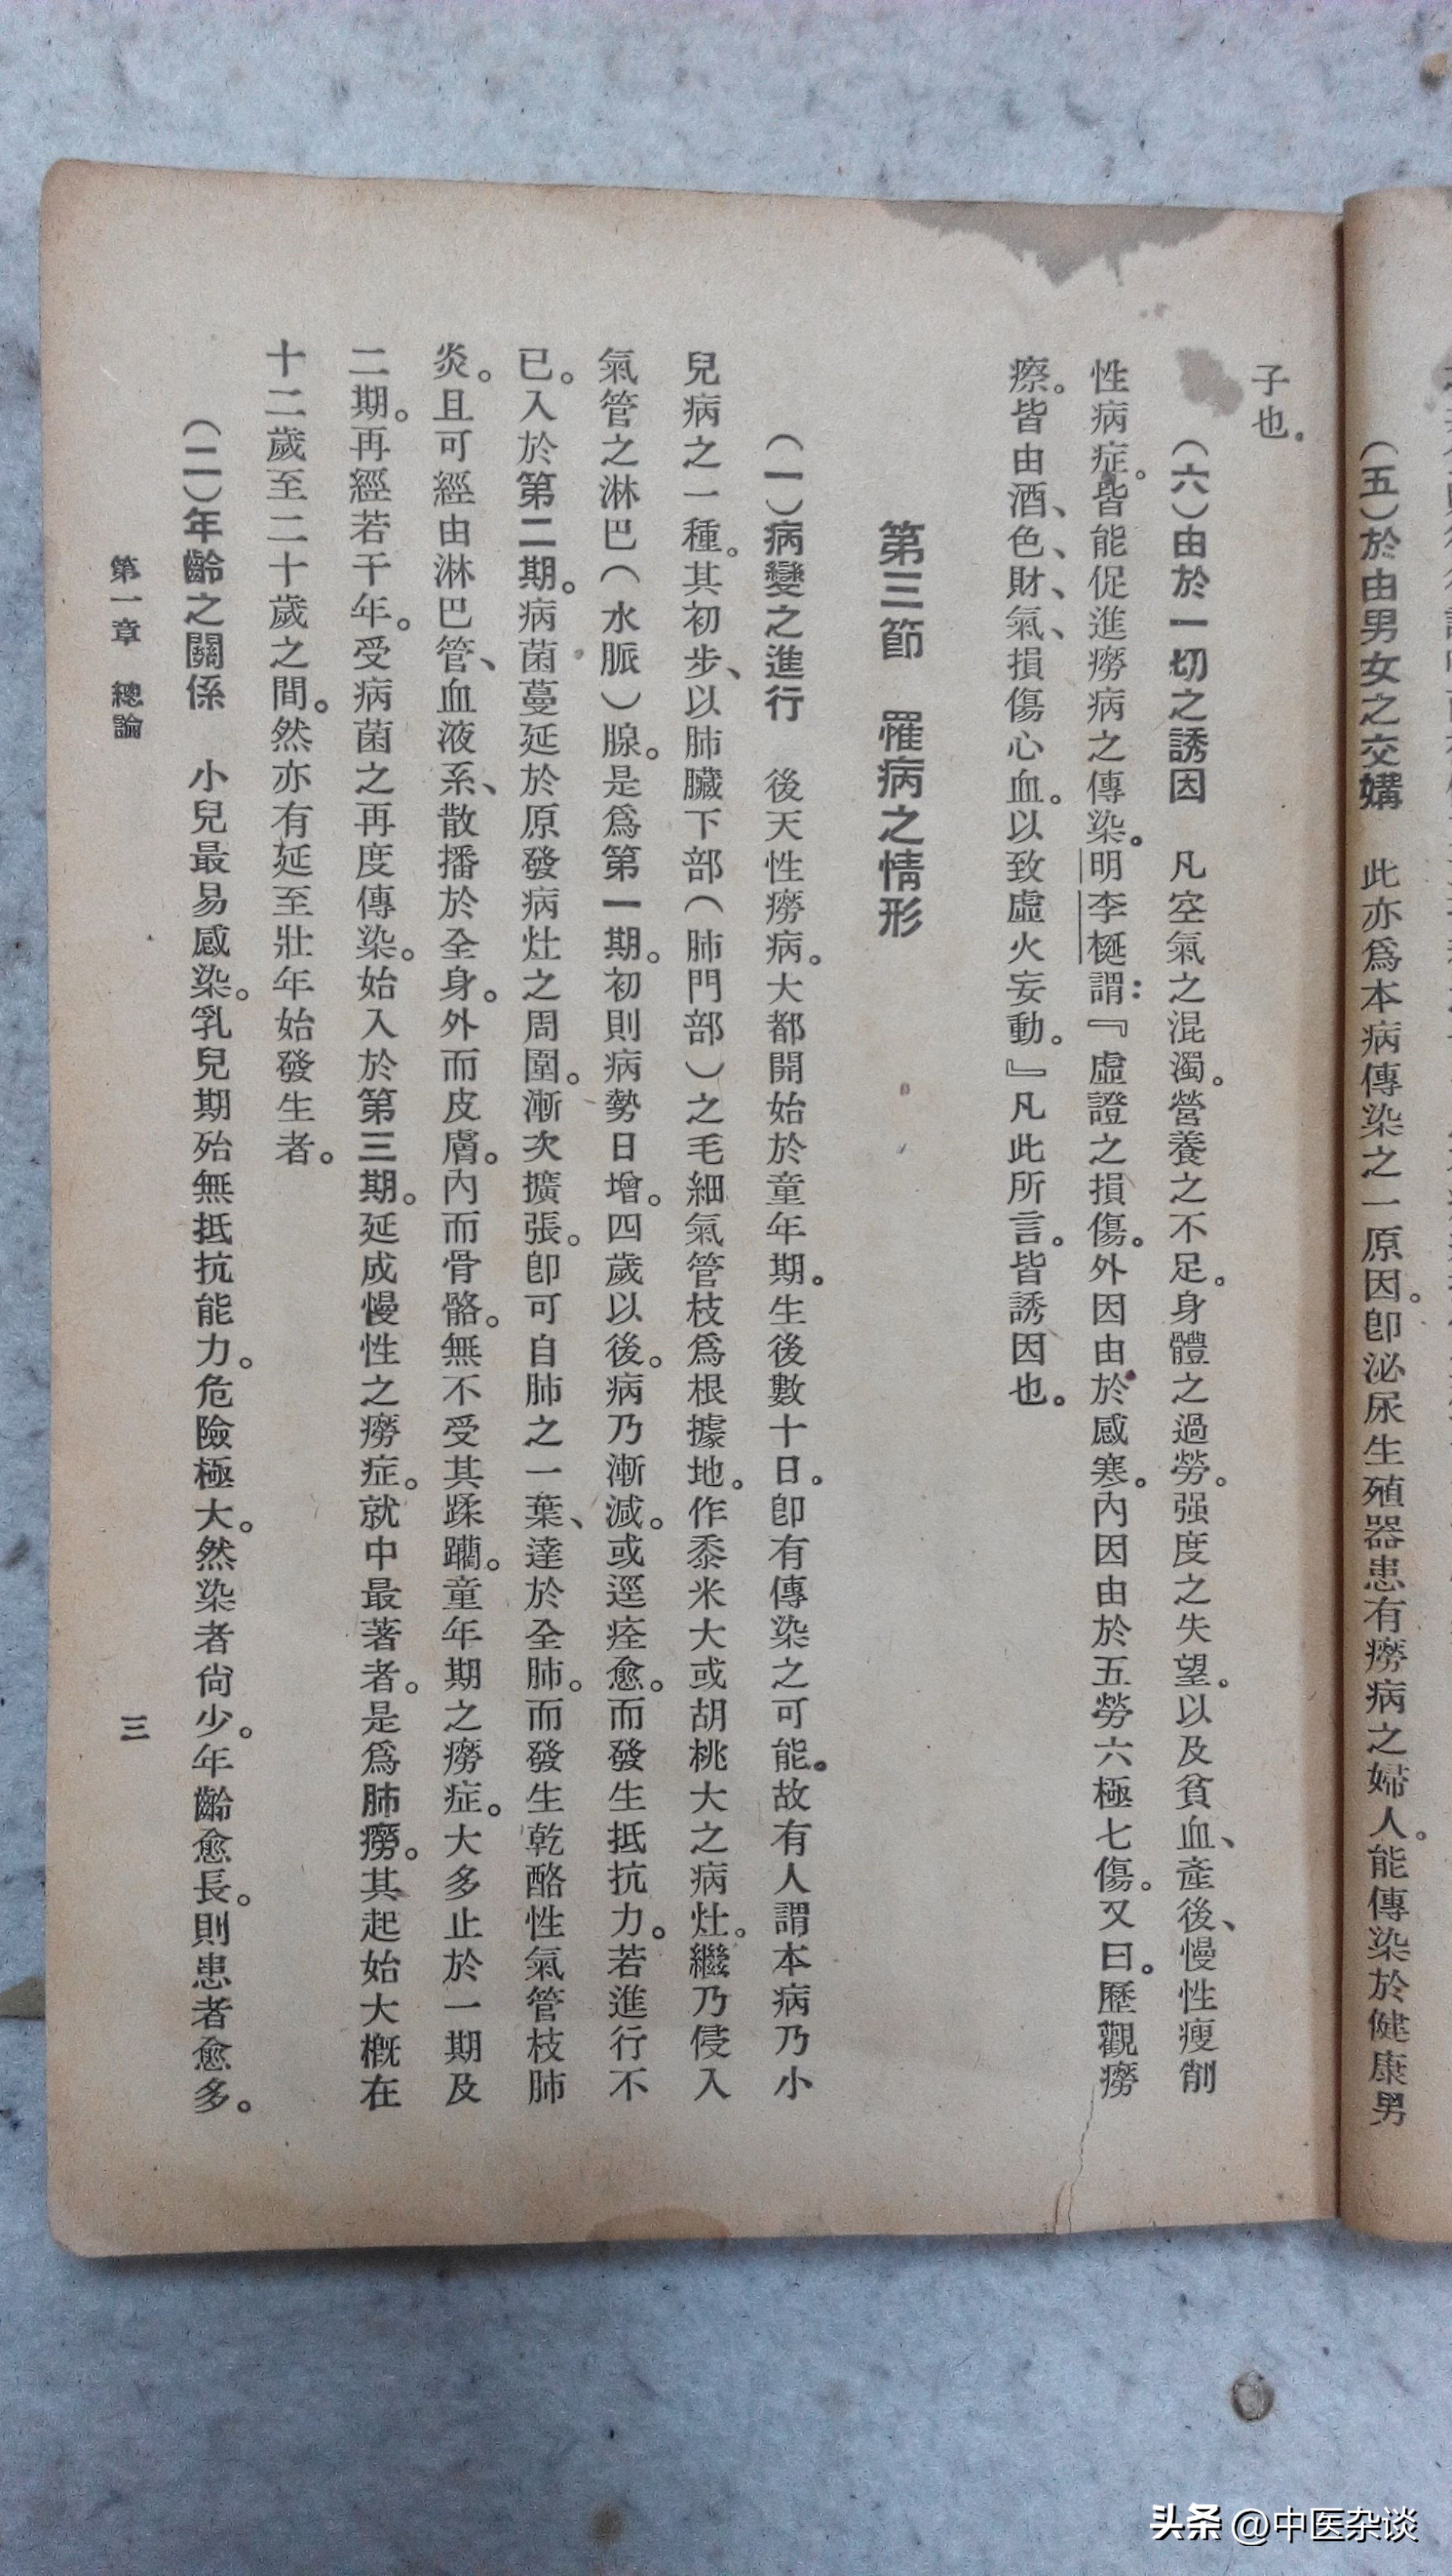 (五)於由男女之交媾　此亦爲本病傳染之一原因。卽泌尿生殖器患有癆病之婦人。能傳染於健康男
子也。
(六)由於一切之誘因　凡空氣之混濁。營養之不足。身體之過勞。强度之失望。以及貧血、產後、慢性瘦削
性病症。皆能促進癆病之傳染。明李梴謂:『虛證之損傷。外因由於感寒。內因由於五勞六極七傷。又曰。歷觀癆
瘵。皆由酒、色、財、氣、損傷心血。以致虛火妄動。』凡此所言。皆誘因也。
第三節　罹病之情形
(一)病變之進行　後天性癆病。大都開始於童年期。生後數十日。卽有傳染之可能。故有人謂本病乃小
兒病之一種。其初步、以肺臟下部(肺門部)之毛細氣管枝爲根據地。作黍米大或胡桃大之病灶。繼乃侵入
氣管之淋巴(水脈)腺。是爲第一期。初則病勢日增。四歲以後。病乃漸減。或逕痊愈。而發生抵抗力。若進行不
已。入於第二期。病菌蔓延於原發病灶之周圍。漸次擴張。卽可自肺之一葉、達於全肺。而發生乾酪性氣管枝肺
炎。且可經由淋巴管、血液系、散播於全身。外而皮膚。內而骨骼。無不受其蹂躪。童年期之癆症。大多止於一期及
二期。再經若干年。受病菌之再度傳染。始入於第三期。延成慢性之癆症。就中最著者。是爲肺癆。其起始大概在
十二歲至二十歲之間。然亦有延至壯年始發生者。
(二)年齡之關係　小兒最易感染。乳兒期殆無抵抗能力。危險極大。然染者尙少。年齡愈長。則患者愈多。
第一章　總論
三
头条 @中医杂谈